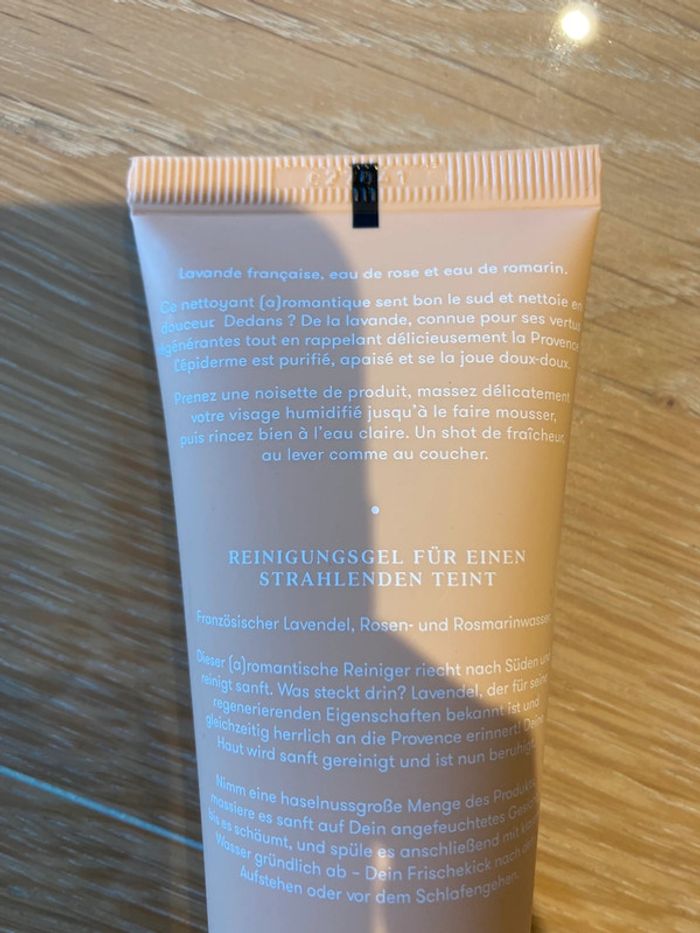 Lavande française, eau de rose et eau de romarin.
Ce nettoyant (a)romantique sent bon le sud et nettoie en
douceur Dedans ? De la lavande, connue pour ses vertus
régénérantes tout en rappelant délicieusement la Provence
L'épiderme est purifié, apaisé et se la joue doux-doux.
Prenez une noisette de produit, massez délicatement
votre visage humidifié jusqu'à le faire mousser,
puis rincez bien à l'eau claire. Un shot de fraîcheur,
au lever comme au coucher.
REINIGUNGSGEL FÜR EINEN
STRAHLENDEN TEINT
Französischer Lavendel, Rosen- und Rosmarinwasser
Dieser (a)romantische Reiniger riecht nach Süden und
reinigt sanft. Was steckt drin? Lavendel, der für seine
regenerierenden Eigenschaften bekannt ist und
gleichzeitig herrlich an die Provence erinnert! Deine
Haut wird sanft gereinigt und ist nun beruhigt.
Nimm eine haselnussgroße Menge des Produkts,
massiere es sanft auf Dein angefeuchtetes
bis es schäumt, und spüle es anschließend mit
Wasser gründlich ab – Dein Frischekick nach dem
Aufstehen oder vor dem Schlafengehen.